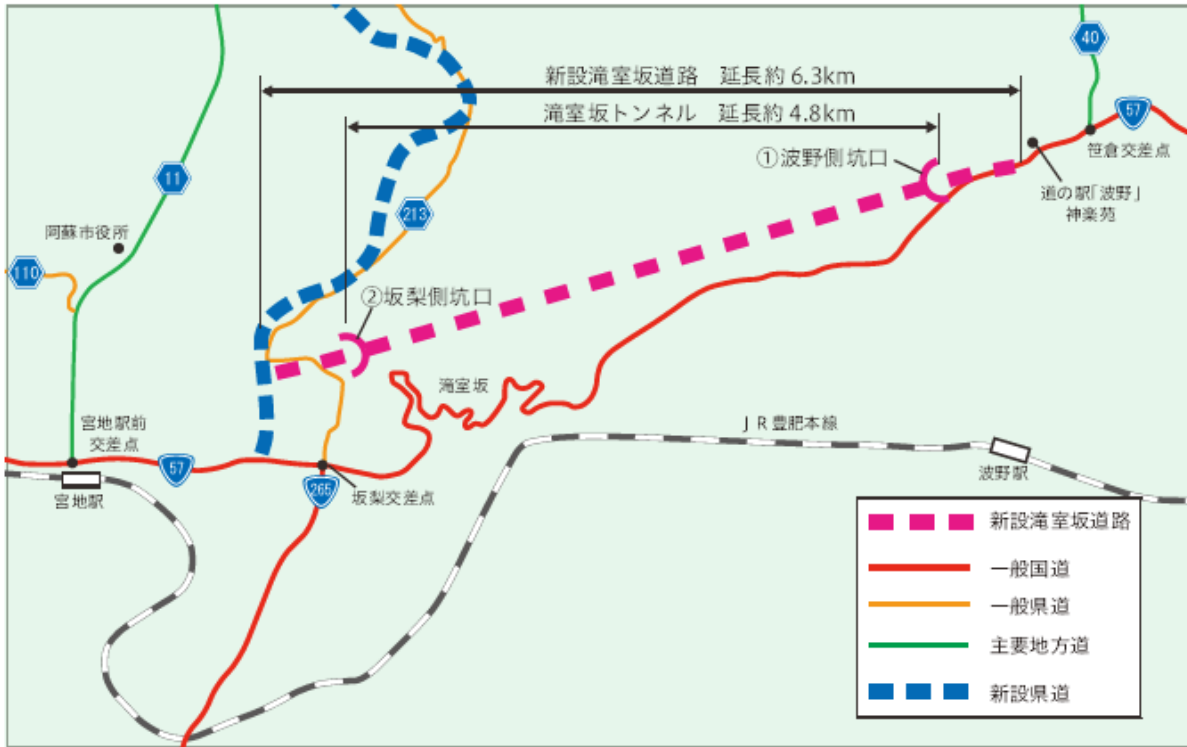 新設滝室坂道路 延長約 6.3km
滝室坂トンネル 延長約 4.8km
40
57
笹倉交差点
①波野側坑口
道の駅「波野」
神楽苑
11
213
阿蘇市役所
110
②坂梨側坑口
滝室坂
宮地駅前
交差点
57
宮地駅
265
坂梨交差点
JR豊肥本線
波野駅
新設滝室坂道路
一般国道
一般県道
主要地方道
新設県道